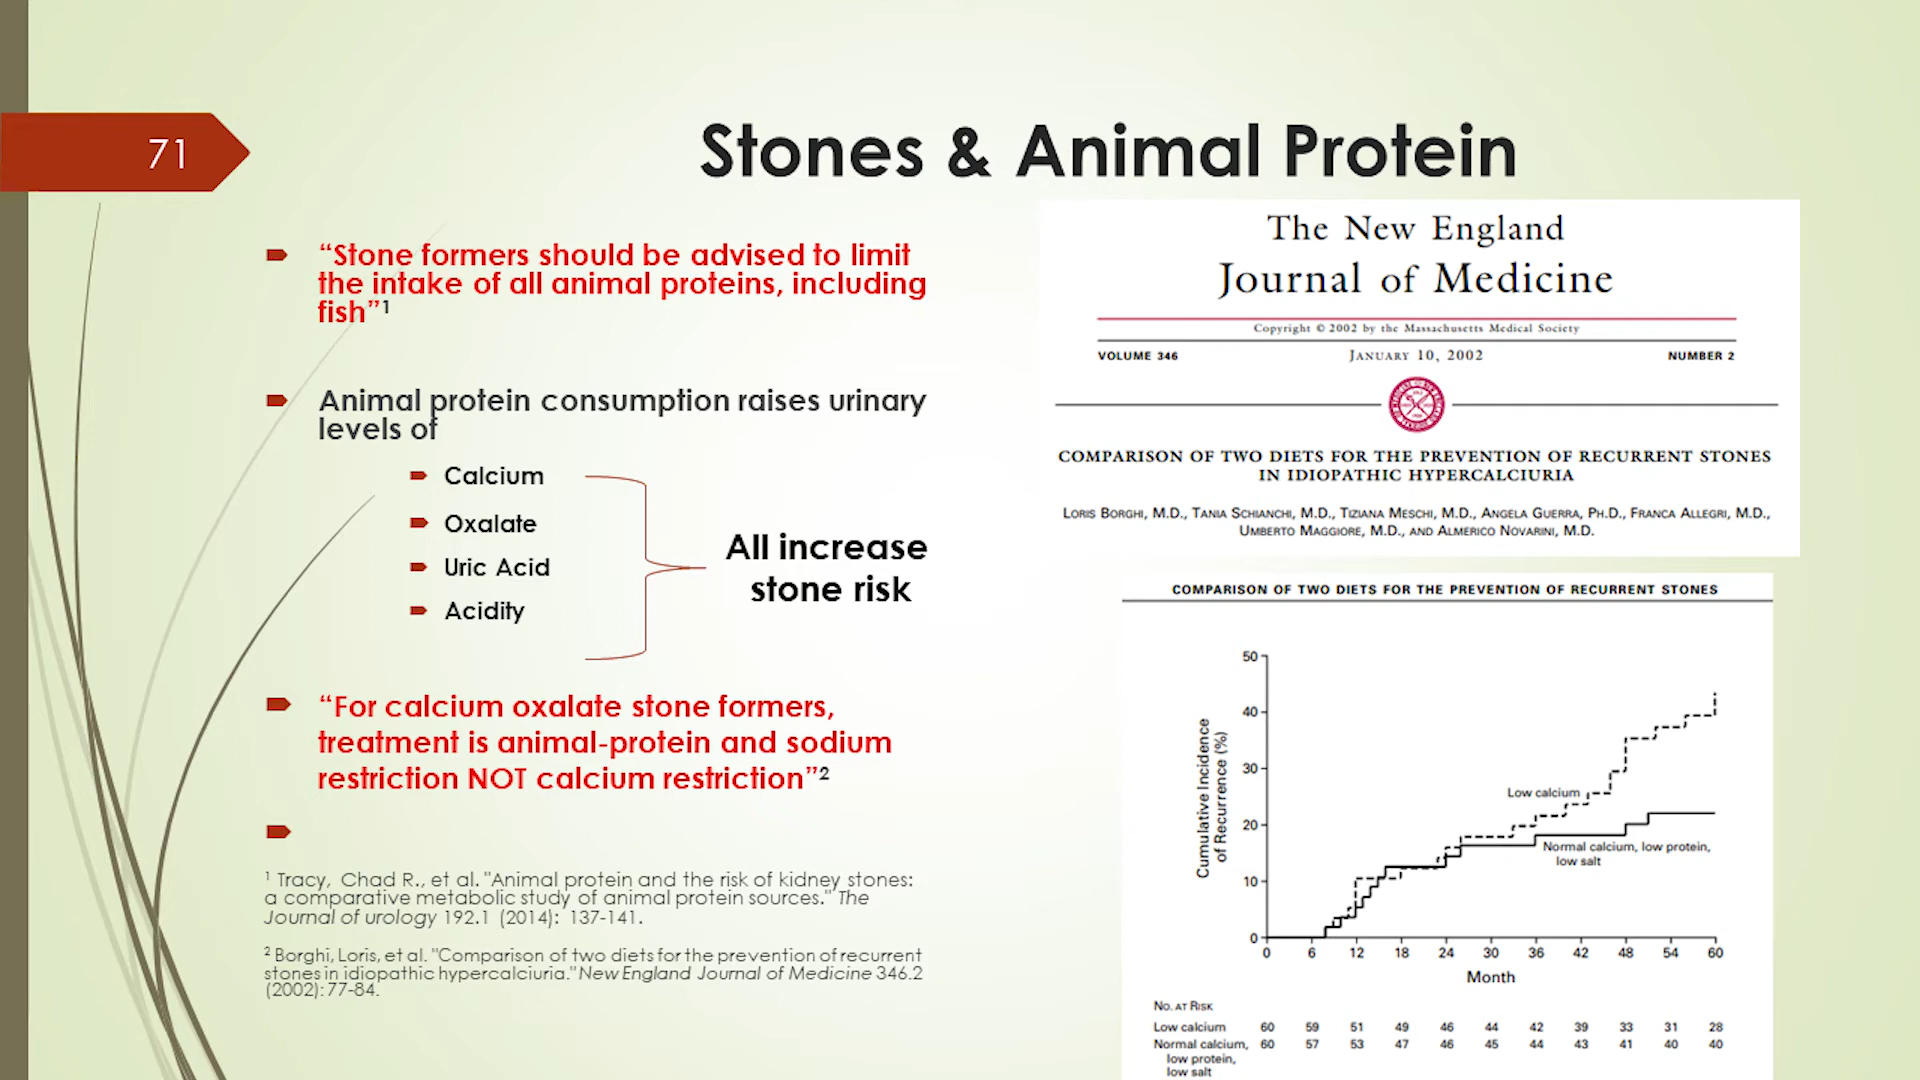 71
Stones & Animal Protein
“Stone formers should be advised to limit
the intake of all animal proteins, including
fish”1
Animal protein consumption raises urinary
levels of
Calcium
Oxalate
Uric Acid
Acidity
All increase
stone risk
“For calcium oxalate stone formers,
treatment is animal-protein and sodium
restriction NOT calcium restriction”2
1 Tracy, Chad R., et al. "Animal protein and the risk of kidney stones:
a comparative metabolic study of animal protein sources." The
Journal of urology 192.1 (2014): 137-141.
2 Borghi, Loris, et al. "Comparison of two diets for the prevention of recurrent
stones in idiopathic hypercalciuria." New England Journal of Medicine 346.2
(2002): 77-84.
The New England
Journal of Medicine
Copyright © 2002 by the Massachusetts Medical Society
VOLUME 346 JANUARY 10, 2002 NUMBER 2
COMPARISON OF TWO DIETS FOR THE PREVENTION OF RECURRENT STONES
IN IDIOPATHIC HYPERCALCIURIA
LORIS BORGHI, M.D., TANIA SCHIANCHI, M.D., TIZIANA MESCHI, M.D., ANGELA GUERRA, PH.D., FRANCA ALLEGRI, M.D.,
UMBERTO MAGGIORE, M.D., AND ALMERICO NOVARINI, M.D.
COMPARISON OF TWO DIETS FOR THE PREVENTION OF RECURRENT STONES
50
40
30
20
10
0
Cumulative Incidence
of Recurrence (%)
Low calcium
Normal calcium, low protein,
low salt
0 6 12 18 24 30 36 42 48 54 60
Month
NO. AT RISK
Low calcium 60 59 51 49 46 44 42 39 33 31 28
Normal calcium, 60 57 53 47 46 45 44 43 41 40 40
low protein,
low salt